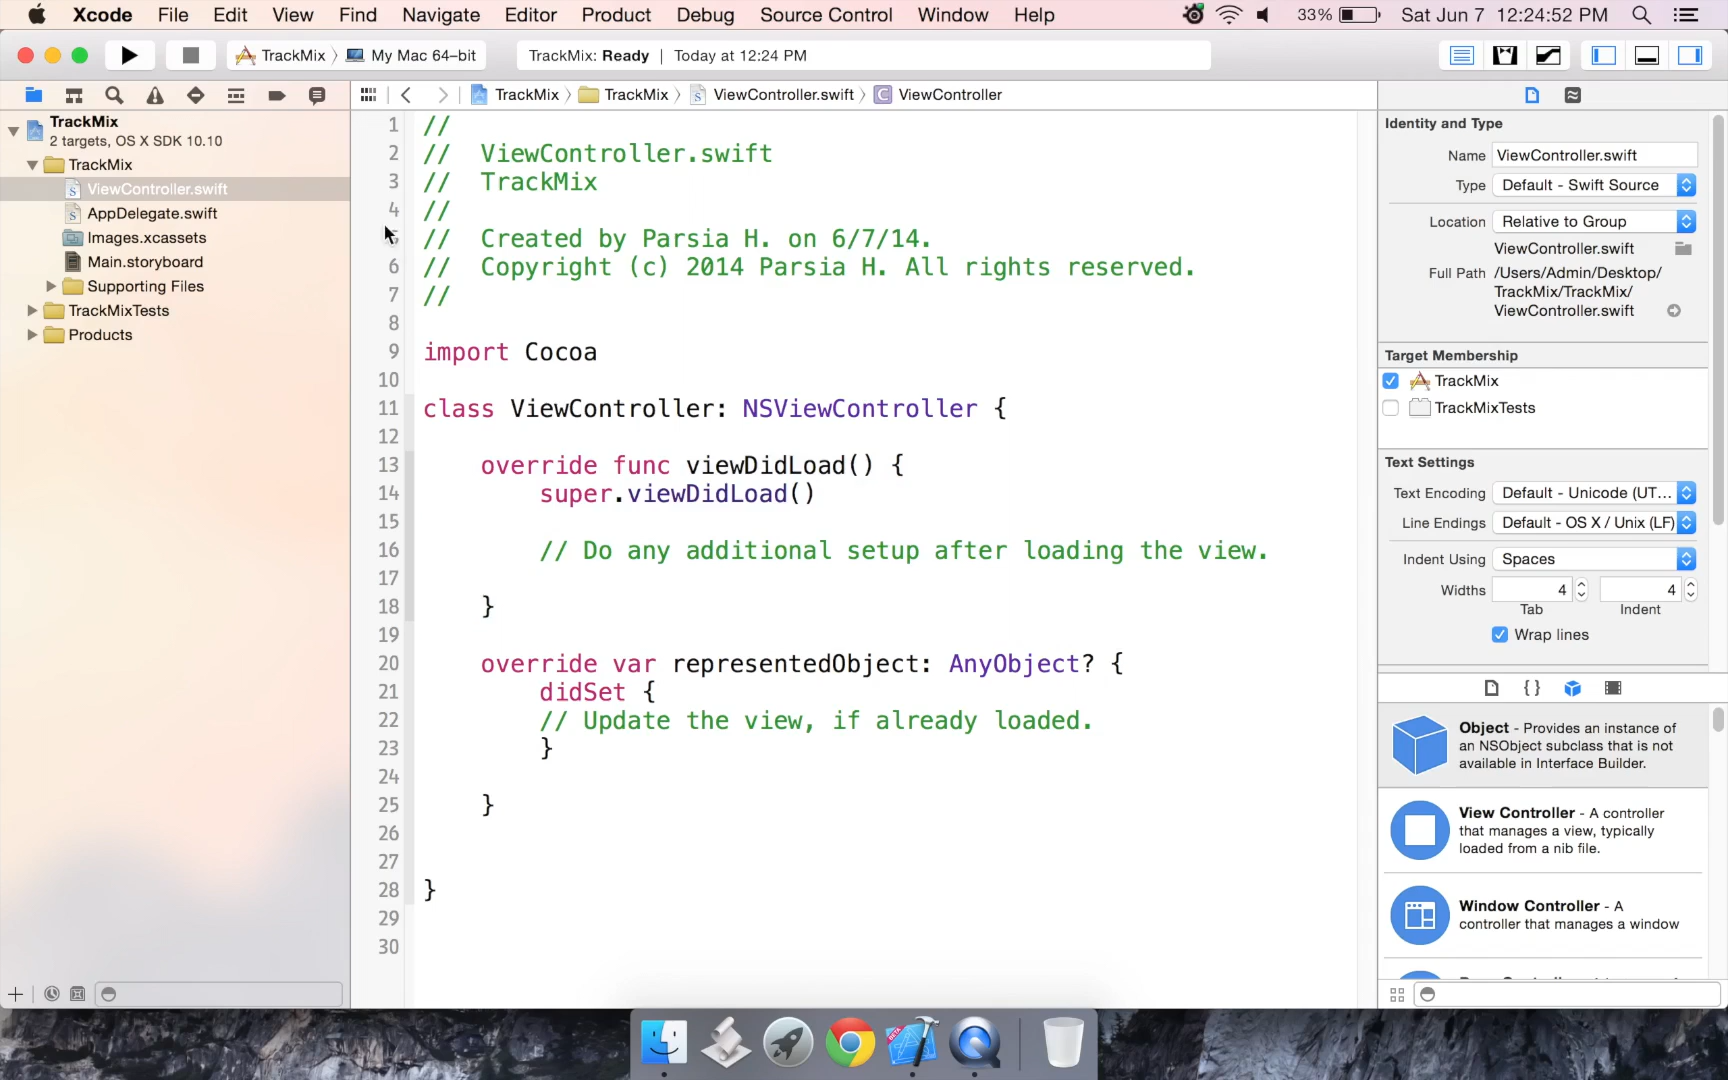 Xcode File Edit View Find Navigate Editor Product Debug Source Control Window Help 33% Sat Jun 7 12:24:52 PM
TrackMix My Mac 64-bit TrackMix: Ready | Today at 12:24 PM
TrackMix
2 targets, OS X SDK 10.10
TrackMix
ViewController.swift
AppDelegate.swift
Images.xcassets
Main.storyboard
Supporting Files
TrackMixTests
Products
TrackMix TrackMix ViewController.swift C ViewController
1 //
2 // ViewController.swift
3 // TrackMix
4 //
// Created by Parsia H. on 6/7/14.
6 // Copyright (c) 2014 Parsia H. All rights reserved.
7 //
8
9 import Cocoa
10
11 class ViewController: NSViewController {
12
13 override func viewDidLoad() {
14 super.viewDidLoad()
15
16 // Do any additional setup after loading the view.
17
18 }
19
20 override var representedObject: AnyObject? {
21 didSet {
22 // Update the view, if already loaded.
23 }
24
25 }
26
27
28 }
29
30
Identity and Type
Name ViewController.swift
Type Default - Swift Source
Location Relative to Group
ViewController.swift
Full Path /Users/Admin/Desktop/
TrackMix/TrackMix/
ViewController.swift
Target Membership
TrackMix
TrackMixTests
Text Settings
Text Encoding Default - Unicode (UT...
Line Endings Default - OS X / Unix (LF)
Indent Using Spaces
Widths 4 4
Tab Indent
Wrap lines
{ }
Object - Provides an instance of
an NSObject subclass that is not
available in Interface Builder.
View Controller - A controller
that manages a view, typically
loaded from a nib file.
Window Controller - A
controller that manages a window
BETA